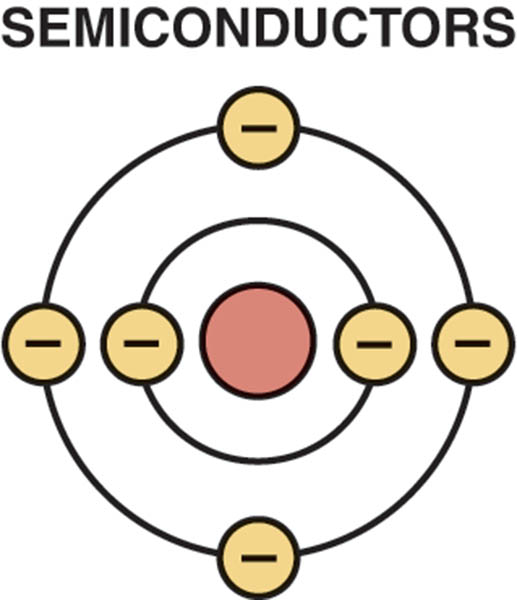 SEMICONDUCTORS
−
− − − −
−